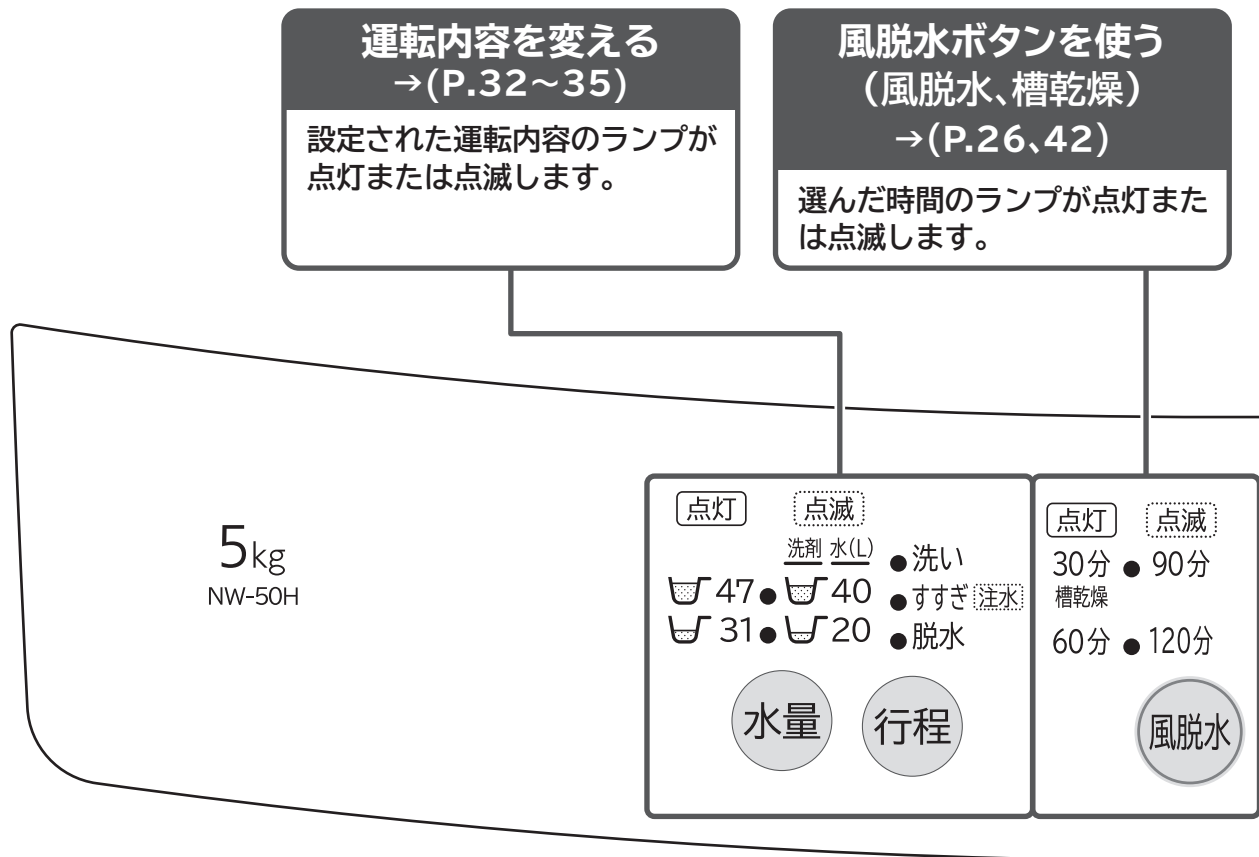 運転内容を変える
→(P.32～35)
設定された運転内容のランプが
点灯または点滅します。
風脱水ボタンを使う
(風脱水、槽乾燥)
→(P.26、42)
選んだ時間のランプが点灯また
は点滅します。
5kg
NW-50H
点灯 点滅
洗剤 水(L)
47 ● 40
31 ● 20
●洗い
●すすぎ 注水
●脱水
水量 行程
点灯 点滅
30分 ● 90分
槽乾燥
60分 ● 120分
風脱水